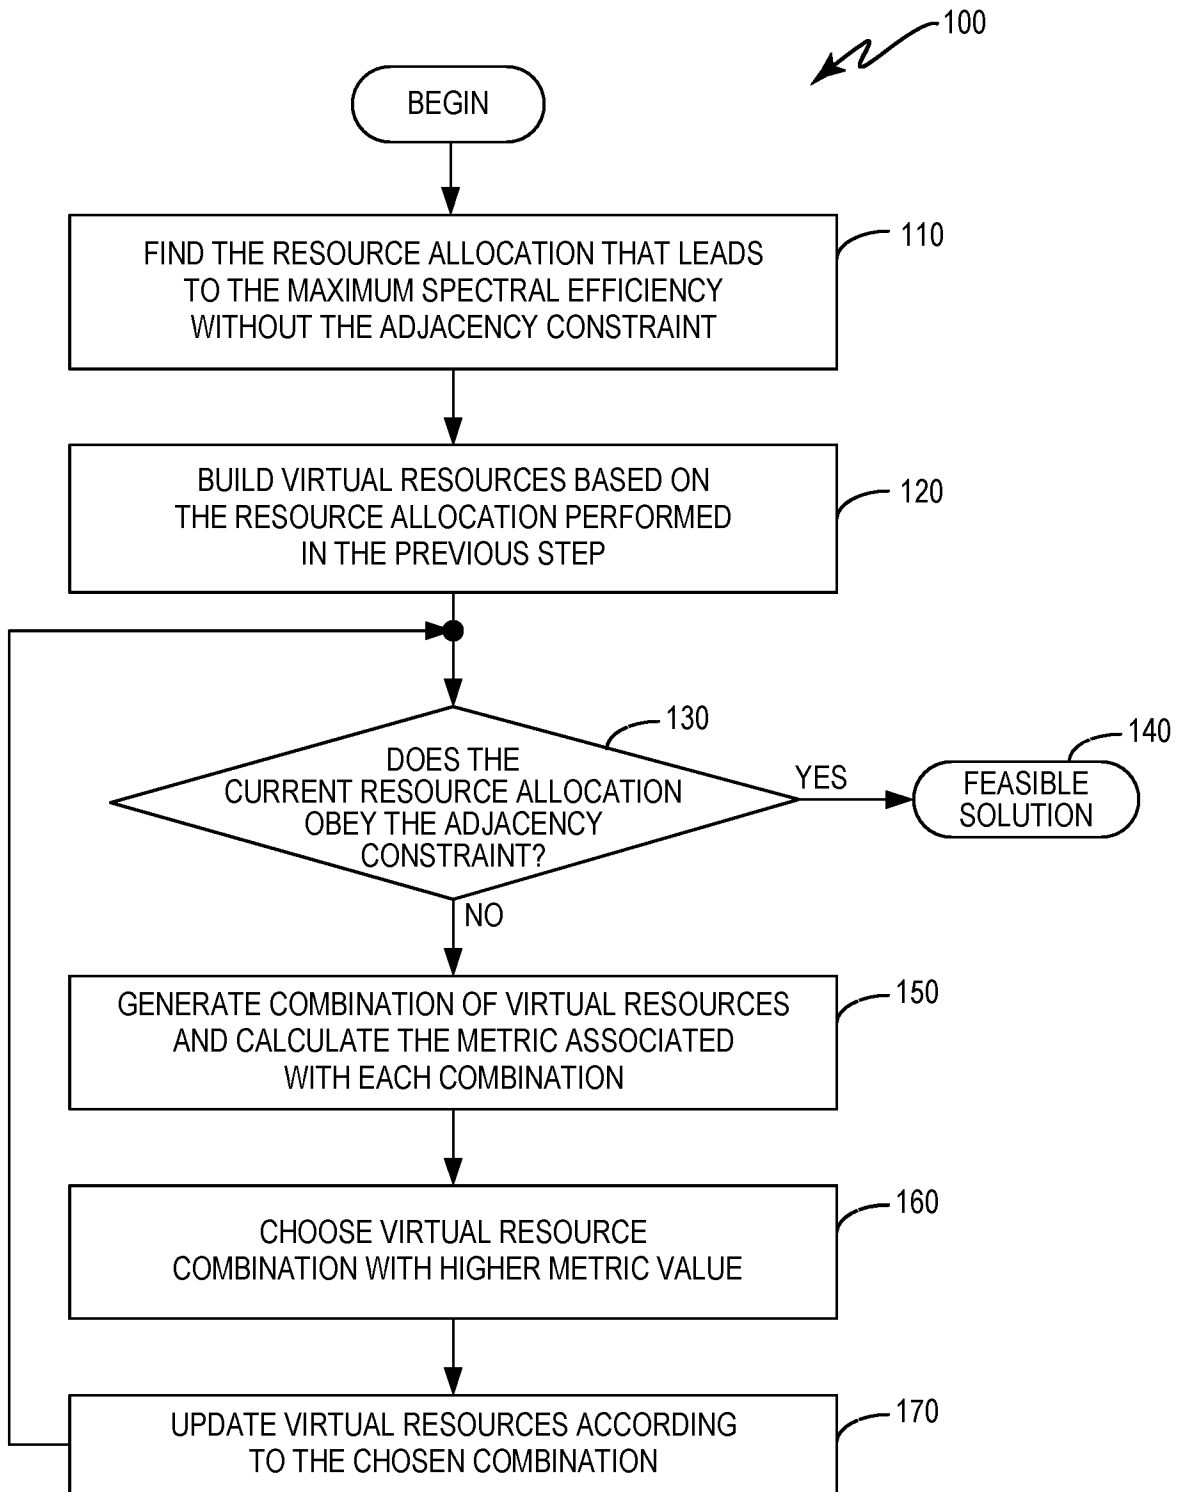 100
BEGIN
FIND THE RESOURCE ALLOCATION THAT LEADS
TO THE MAXIMUM SPECTRAL EFFICIENCY
WITHOUT THE ADJACENCY CONSTRAINT
110
BUILD VIRTUAL RESOURCES BASED ON
THE RESOURCE ALLOCATION PERFORMED
IN THE PREVIOUS STEP
120
DOES THE
CURRENT RESOURCE ALLOCATION
OBEY THE ADJACENCY
CONSTRAINT?
130
YES
140
FEASIBLE
SOLUTION
NO
GENERATE COMBINATION OF VIRTUAL RESOURCES
AND CALCULATE THE METRIC ASSOCIATED
WITH EACH COMBINATION
150
CHOOSE VIRTUAL RESOURCE
COMBINATION WITH HIGHER METRIC VALUE
160
UPDATE VIRTUAL RESOURCES ACCORDING
TO THE CHOSEN COMBINATION
170